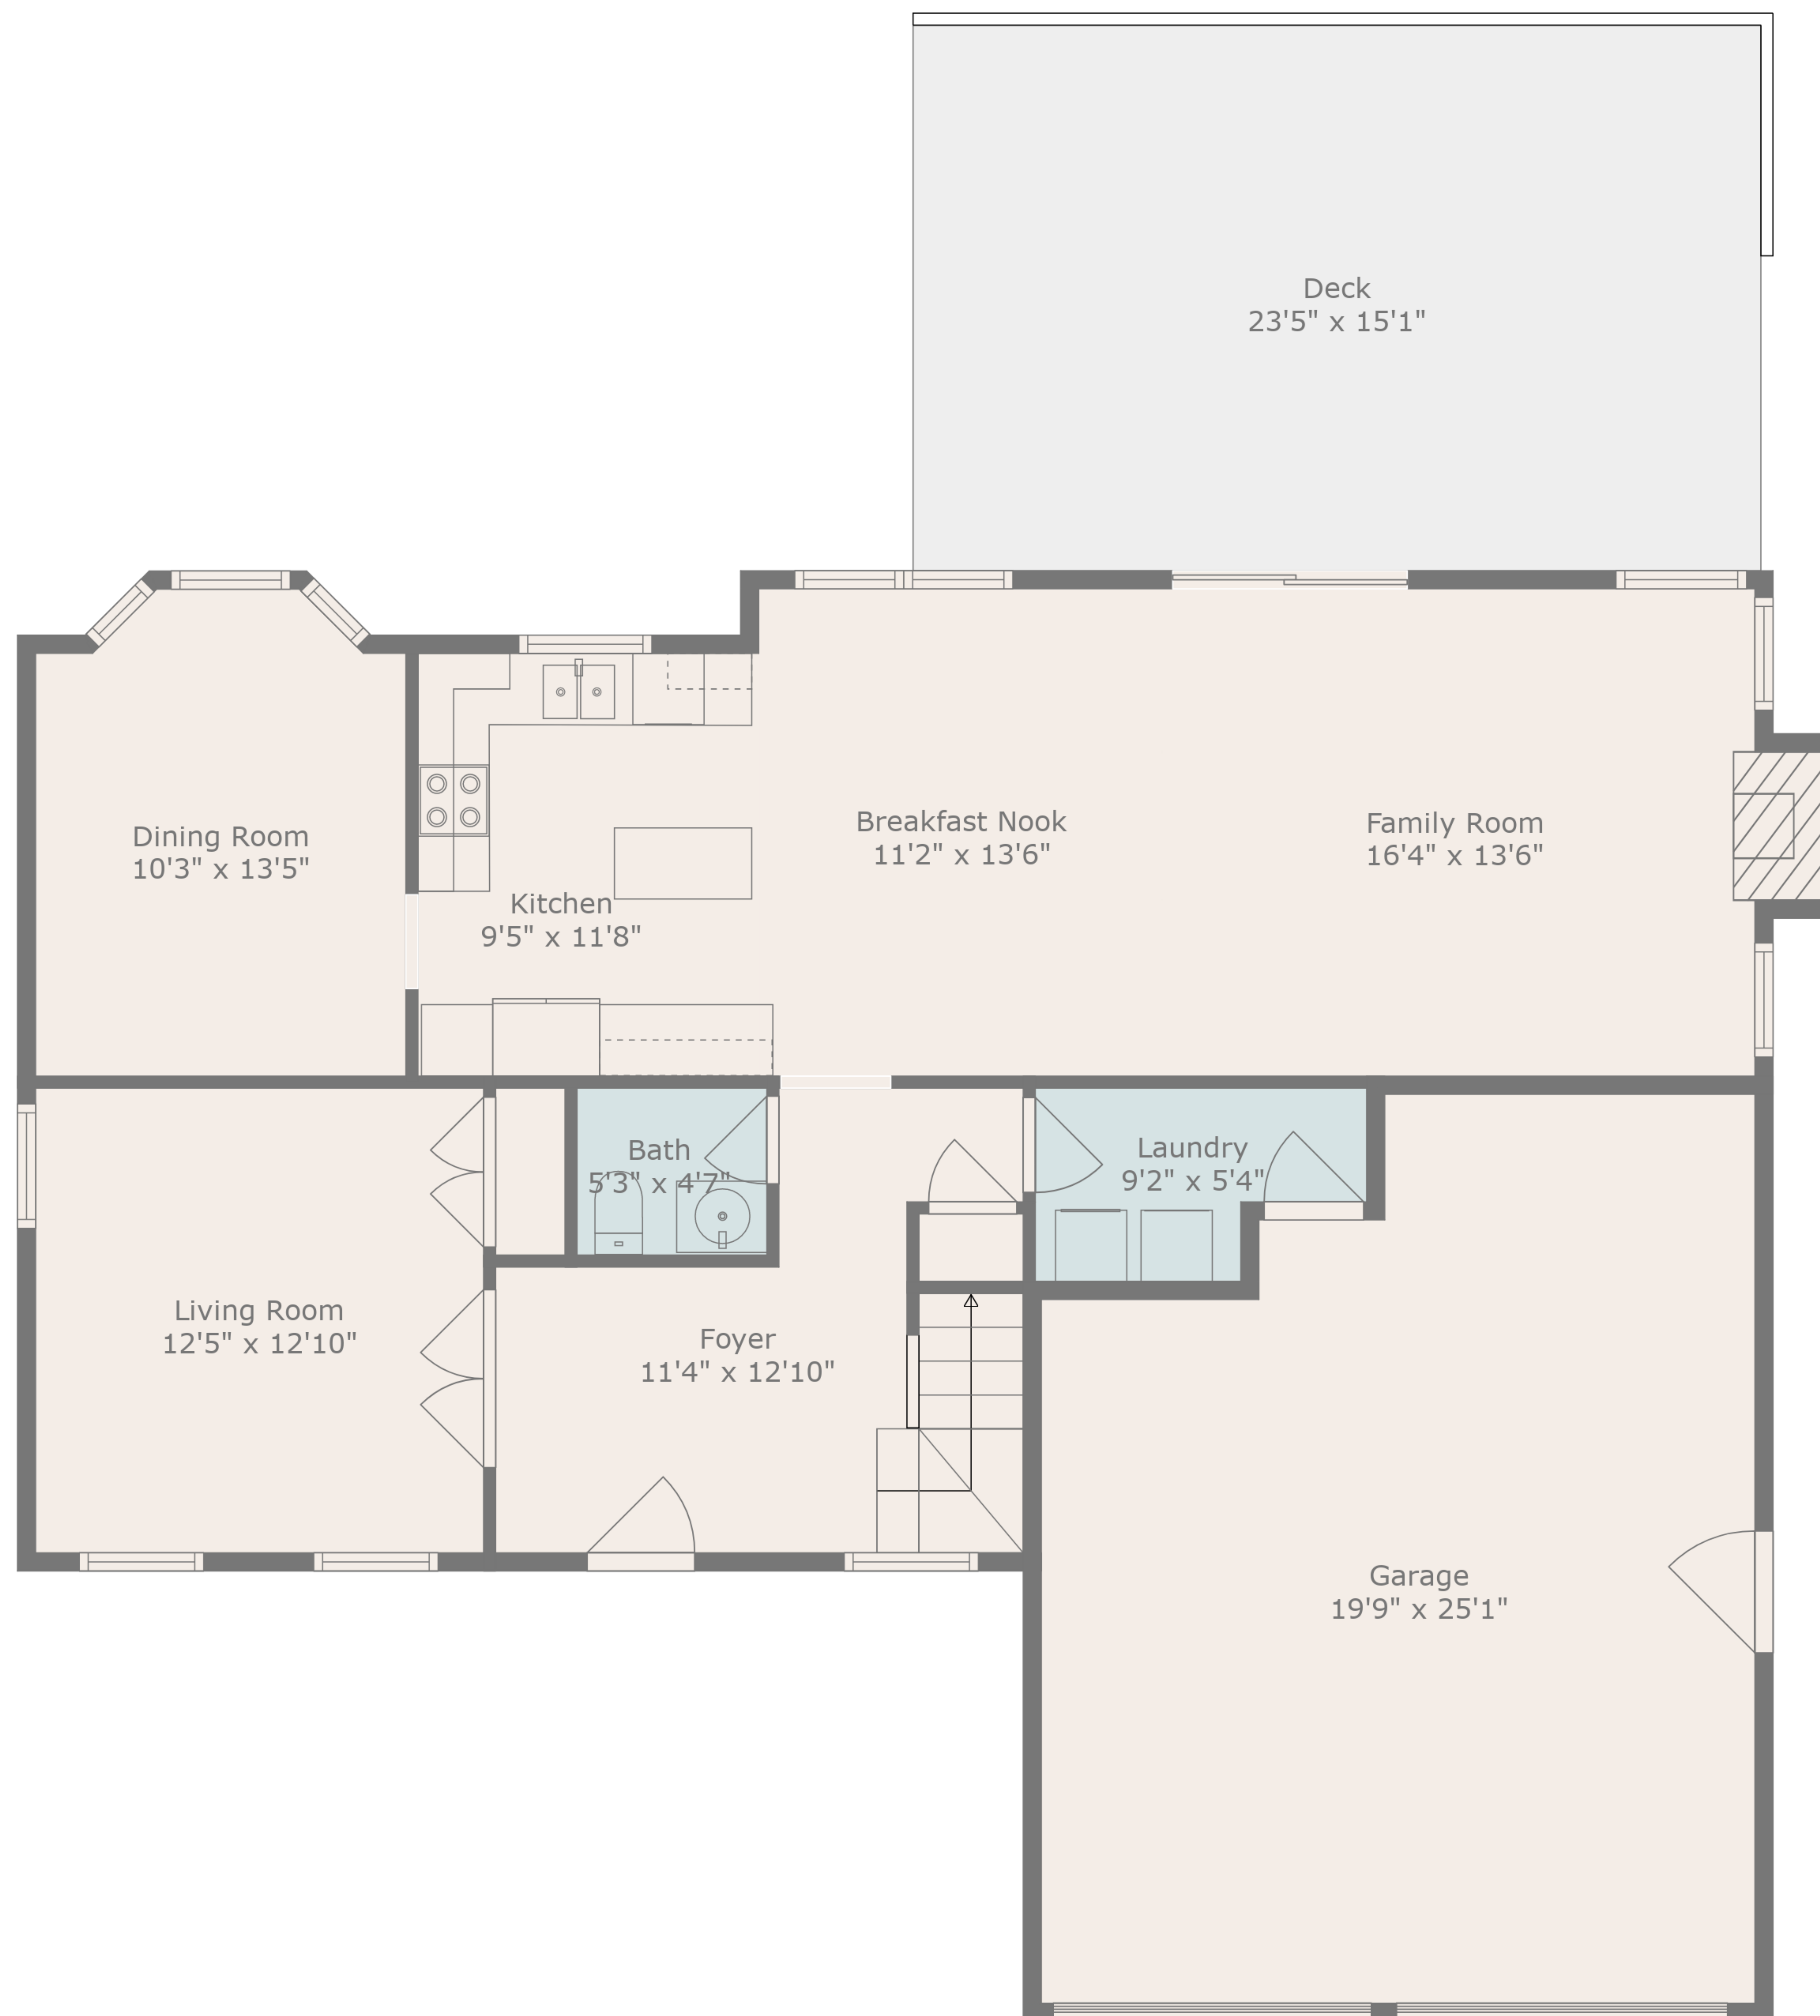 Deck
23'5" x 15'1"
Dining Room
10'3" x 13'5"
Breakfast Nook
11'2" x 13'6"
Family Room
16'4" x 13'6"
Kitchen
9'5" x 11'8"
Bath
5'3" x 4'7"
Laundry
9'2" x 5'4"
Living Room
12'5" x 12'10"
Foyer
11'4" x 12'10"
Garage
19'9" x 25'1"